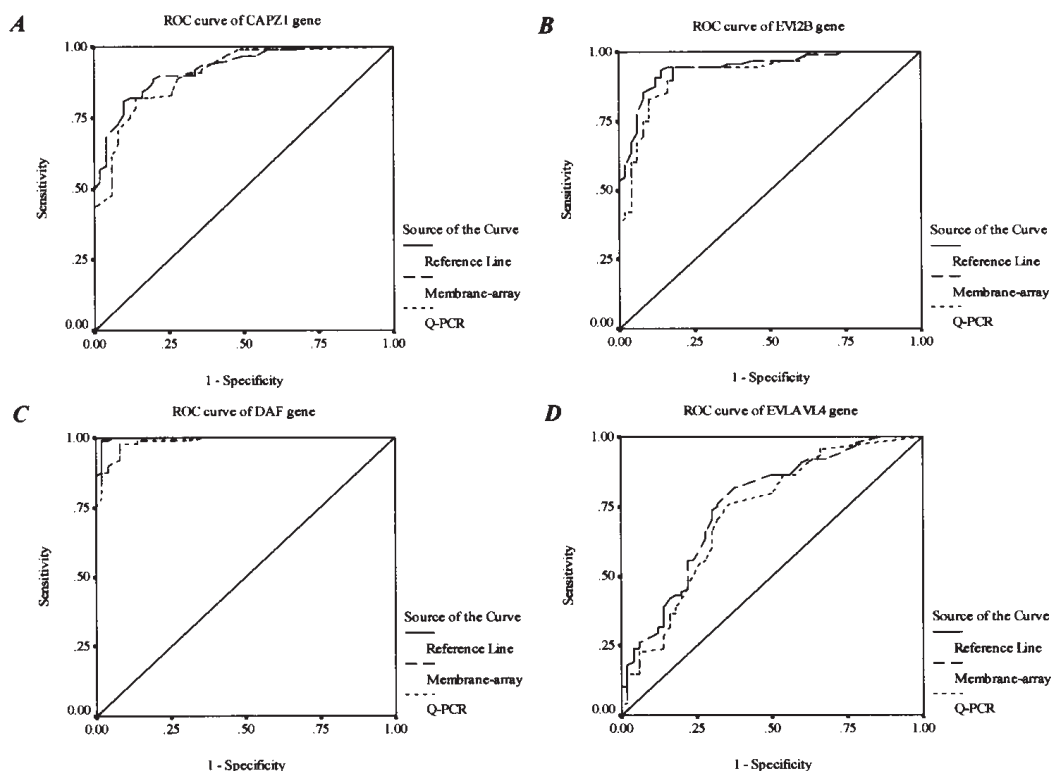 A
ROC curve of CAPZ1 gene
1.00
.75
.50
.25
0.00
Sensitivity
0.00
.25
.50
.75
1.00
1 - Specificity
Source of the Curve
Reference Line
Membrane-array
Q-PCR
B
ROC curve of EVI2B gene
1.00
.75
.50
.25
0.00
Sensitivity
0.00
.25
.50
.75
1.00
1 - Specificity
Source of the Curve
Reference Line
Membrane-array
Q-PCR
C
ROC curve of DAF gene
1.00
.75
.50
.25
0.00
Sensitivity
0.00
.25
.50
.75
1.00
1 - Specificity
Source of the Curve
Reference Line
Membrane-array
Q-PCR
D
ROC curve of EVLAVL4 gene
1.00
.75
.50
.25
0.00
Sensitivity
0.00
.25
.50
.75
1.00
1 - Specificity
Source of the Curve
Reference Line
Membrane-array
Q-PCR